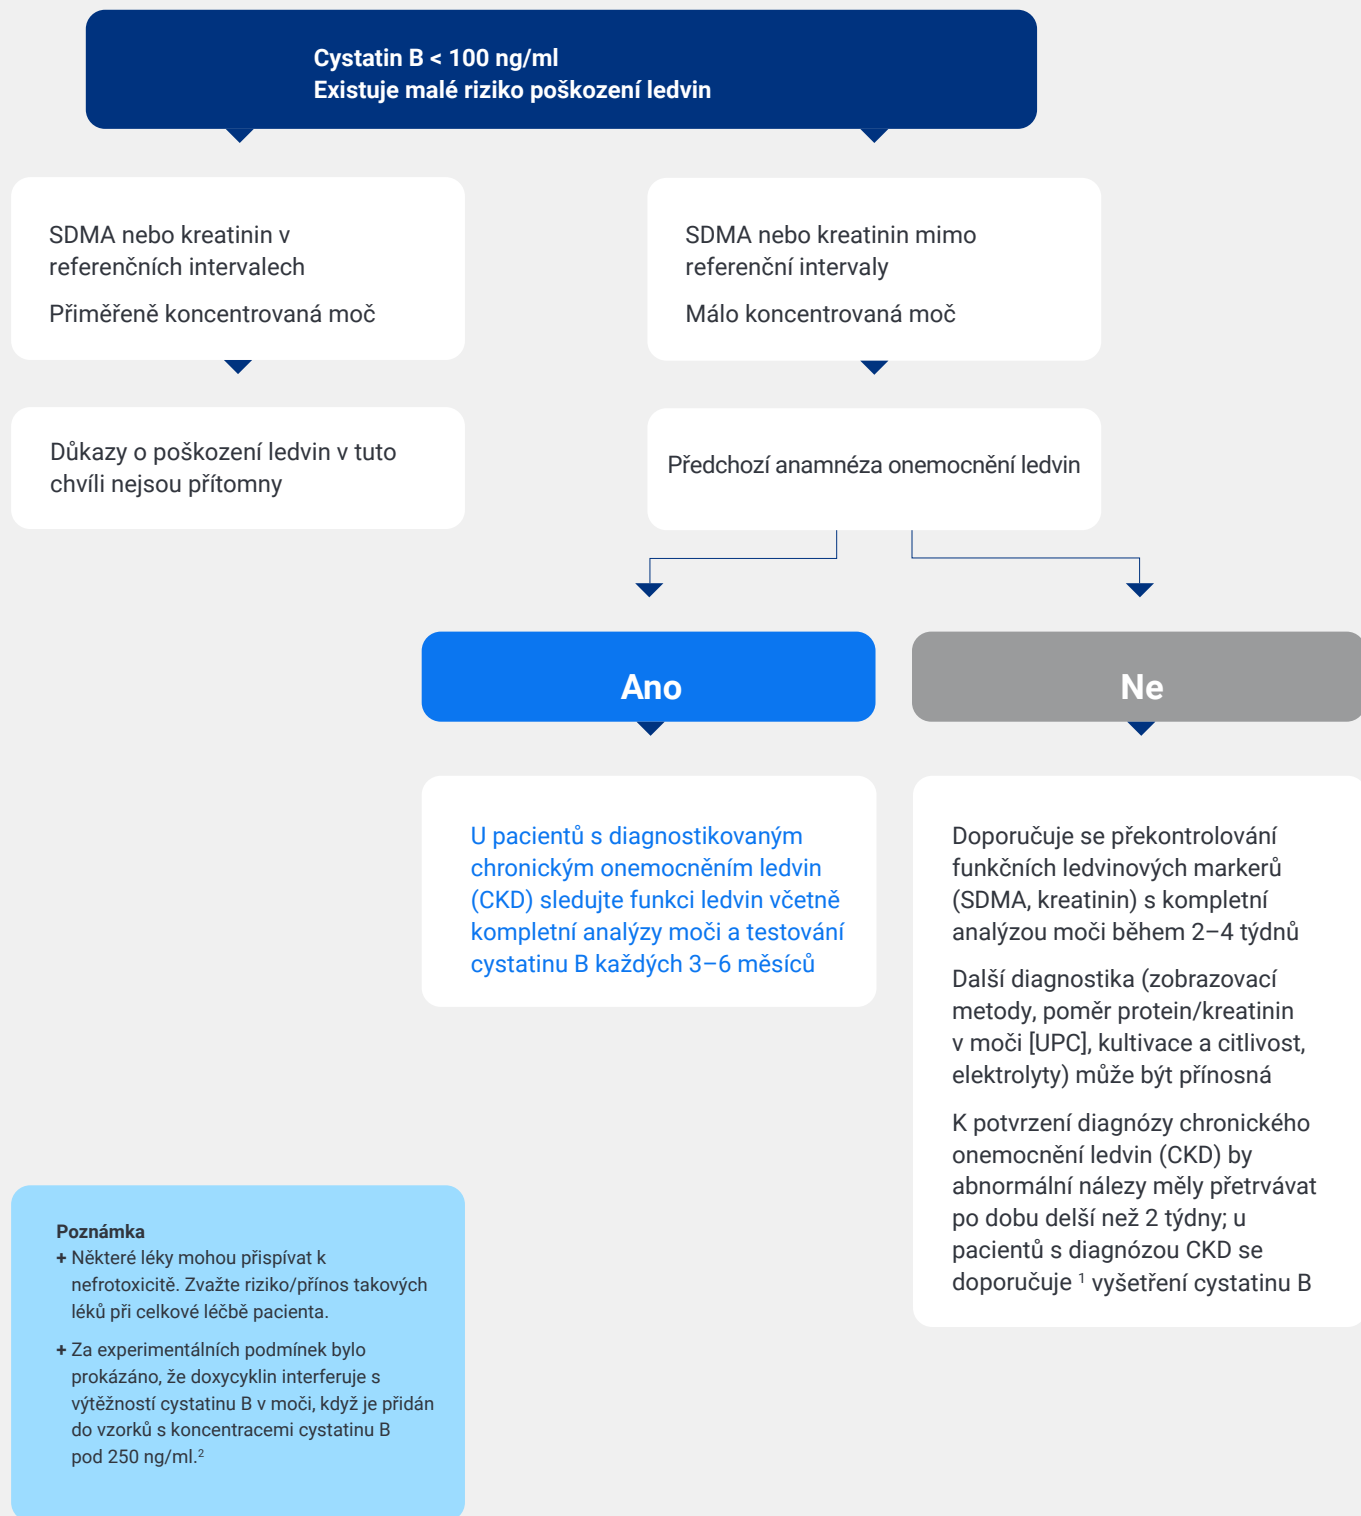 Cystatin B < 100 ng/ml
Existuje malé riziko poškození ledvin
SDMA nebo kreatinin v
referenčních intervalech
Přiměřeně koncentrovaná moč
Důkazy o poškození ledvin v tuto
chvíli nejsou přítomny
SDMA nebo kreatinin mimo
referenční intervaly
Málo koncentrovaná moč
Předchozí anamnéza onemocnění ledvin
Ano
U pacientů s diagnostikovaným
chronickým onemocněním ledvin
(CKD) sledujte funkci ledvin včetně
kompletní analýzy moči a testování
cystatinu B každých 3–6 měsíců
Ne
Doporučuje se překontrolování
funkčních ledvinových markerů
(SDMA, kreatinin) s kompletní
analýzou moči během 2–4 týdnů
Další diagnostika (zobrazovací
metody, poměr protein/kreatinin
v moči [UPC], kultivace a citlivost,
elektrolyty) může být přínosná
K potvrzení diagnózy chronického
onemocnění ledvin (CKD) by
abnormální nálezy měly přetrvávat
po dobu delší než 2 týdny; u
pacientů s diagnózou CKD se
doporučuje ¹ vyšetření cystatinu B
Poznámka
+ Některé léky mohou přispívat k
nefrotoxicitě. Zvažte riziko/přínos takových
léků při celkové léčbě pacienta.
+ Za experimentálních podmínek bylo
prokázáno, že doxycyklin interferuje s
výtěžností cystatinu B v moči, když je přidán
do vzorků s koncentracemi cystatinu B
pod 250 ng/ml.²